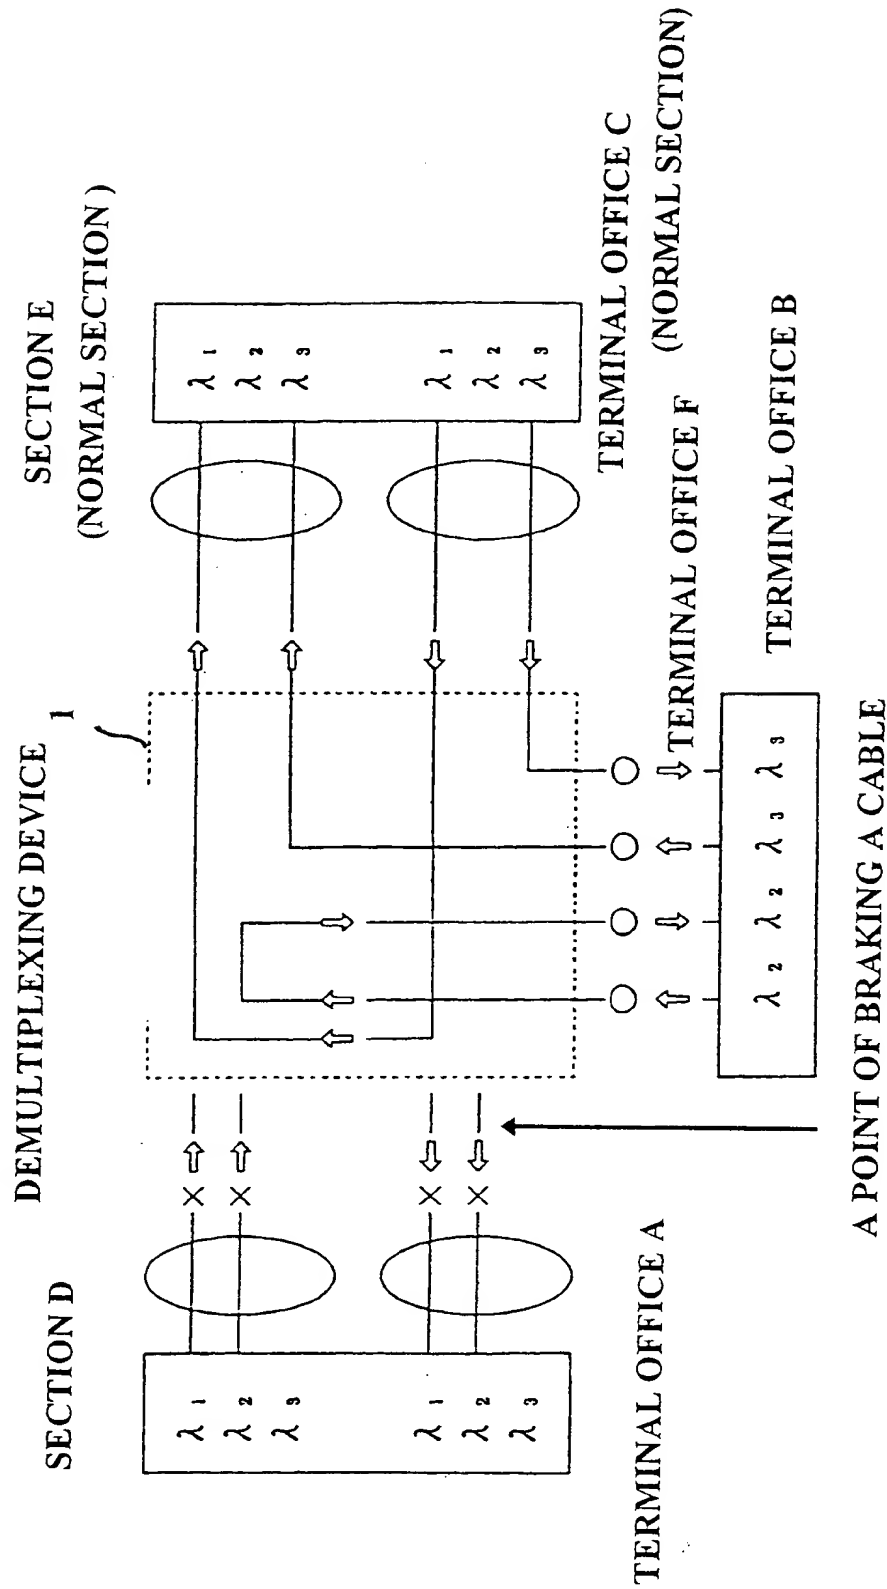 SECTION D
DEMULTIPLEXING DEVICE
1
SECTION E
(NORMAL SECTION)
λ1
λ2
λ3
λ1
λ2
λ3
λ1
λ2
λ3
λ1
λ2
λ3
TERMINAL OFFICE A
TERMINAL OFFICE F
TERMINAL OFFICE C
(NORMAL SECTION)
λ2
λ2
λ3
λ3
TERMINAL OFFICE B
A POINT OF BRAKING A CABLE